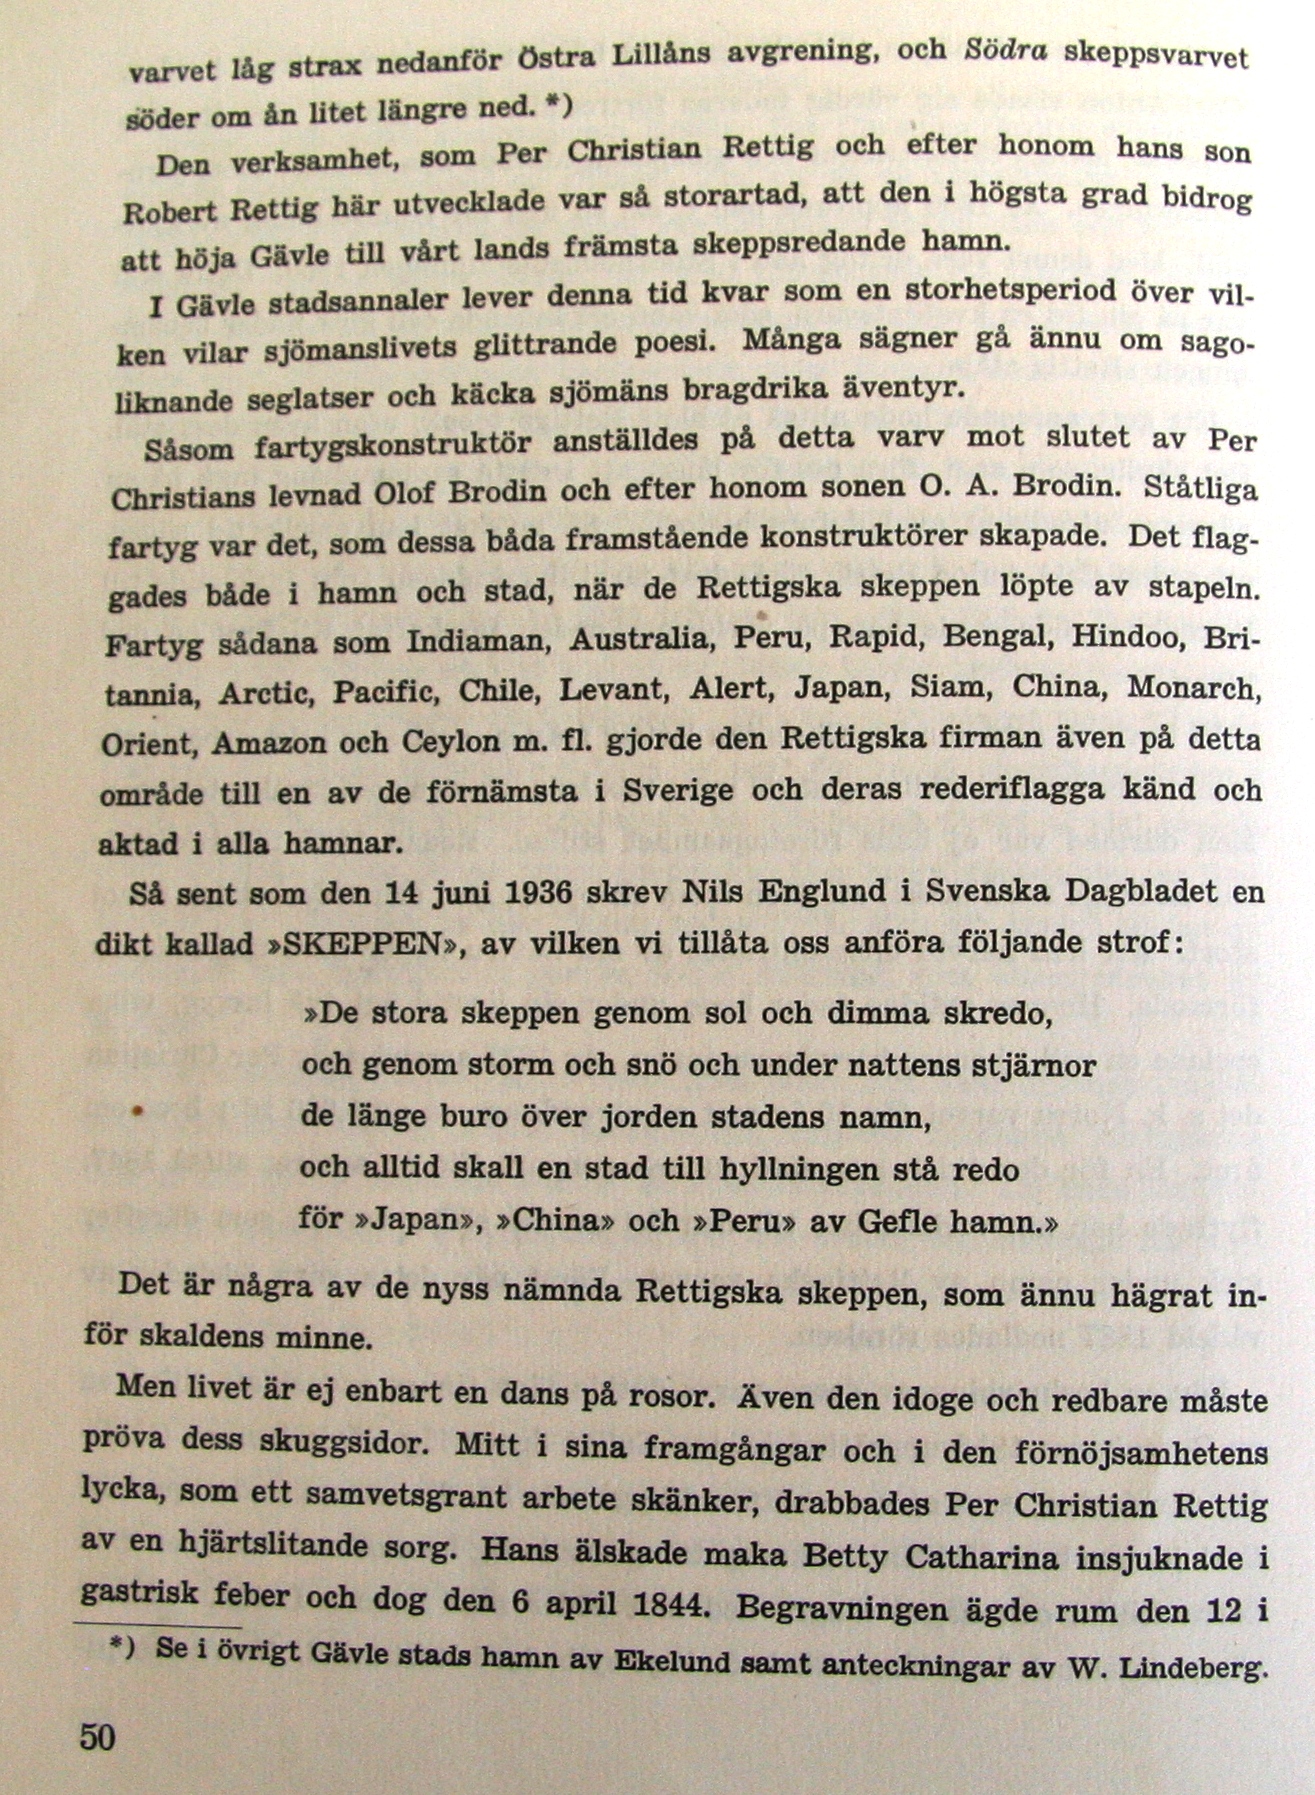 varvet låg strax nedanför Östra Lillåns avgrening, och Södra skeppsvarvet
söder om ån litet längre ned. *)
Den verksamhet, som Per Christian Rettig och efter honom hans son
Robert Rettig här utvecklade var så storartad, att den i högsta grad bidrog
att höja Gävle till vårt lands främsta skeppsredande hamn.
I Gävle stadsannaler lever denna tid kvar som en storhetsperiod över vil-
ken vilar sjömanslivets glittrande poesi. Många sägner gå ännu om sago-
liknande seglatser och käcka sjömäns bragdrika äventyr.
Såsom fartygskonstruktör anställdes på detta varv mot slutet av Per
Christians levnad Olof Brodin och efter honom sonen O. A. Brodin. Ståtliga
fartyg var det, som dessa båda framstående konstruktörer skapade. Det flag-
gades både i hamn och stad, när de Rettigska skeppen löpte av stapeln.
Fartyg sådana som Indiaman, Australia, Peru, Rapid, Bengal, Hindoo, Bri-
tannia, Arctic, Pacific, Chile, Levant, Alert, Japan, Siam, China, Monarch,
Orient, Amazon och Ceylon m. fl. gjorde den Rettigska firman även på detta
område till en av de förnämsta i Sverige och deras rederiflagga känd och
aktad i alla hamnar.
Så sent som den 14 juni 1936 skrev Nils Englund i Svenska Dagbladet en
dikt kallad »SKEPPEN», av vilken vi tillåta oss anföra följande strof:
»De stora skeppen genom sol och dimma skredo,
och genom storm och snö och under nattens stjärnor
de länge buro över jorden stadens namn,
och alltid skall en stad till hyllningen stå redo
för »Japan», »China» och »Peru» av Gefle hamn.»
Det är några av de nyss nämnda Rettigska skeppen, som ännu hägrat in-
för skaldens minne.
Men livet är ej enbart en dans på rosor. Även den idoge och redbare måste
pröva dess skuggsidor. Mitt i sina framgångar och i den förnöjsamhetens
lycka, som ett samvetsgrant arbete skänker, drabbades Per Christian Rettig
av en hjärtslitande sorg. Hans älskade maka Betty Catharina insjuknade i
gastrisk feber och dog den 6 april 1844. Begravningen ägde rum den 12 i
*) Se i övrigt Gävle stads hamn av Ekelund samt anteckningar av W. Lindeberg.
50